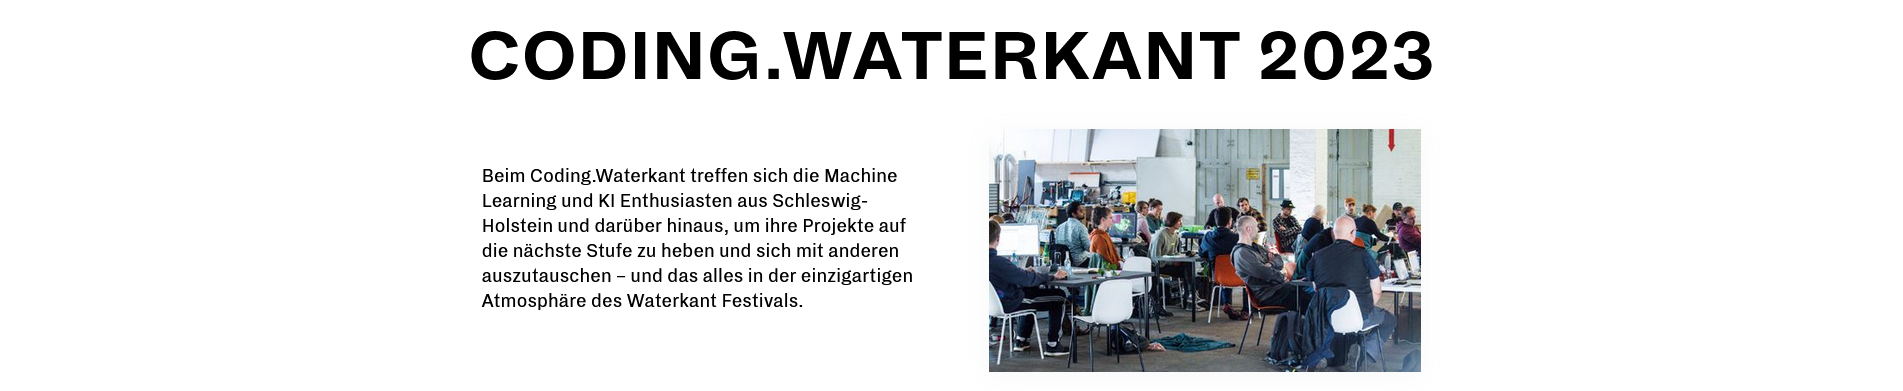 CODING.WATERKANT 2023
Beim Coding.Waterkant treffen sich die Machine
Learning und KI Enthusiasten aus Schleswig-
Holstein und darüber hinaus, um ihre Projekte auf
die nächste Stufe zu heben und sich mit anderen
auszutauschen – und das alles in der einzigartigen
Atmosphäre des Waterkant Festivals.